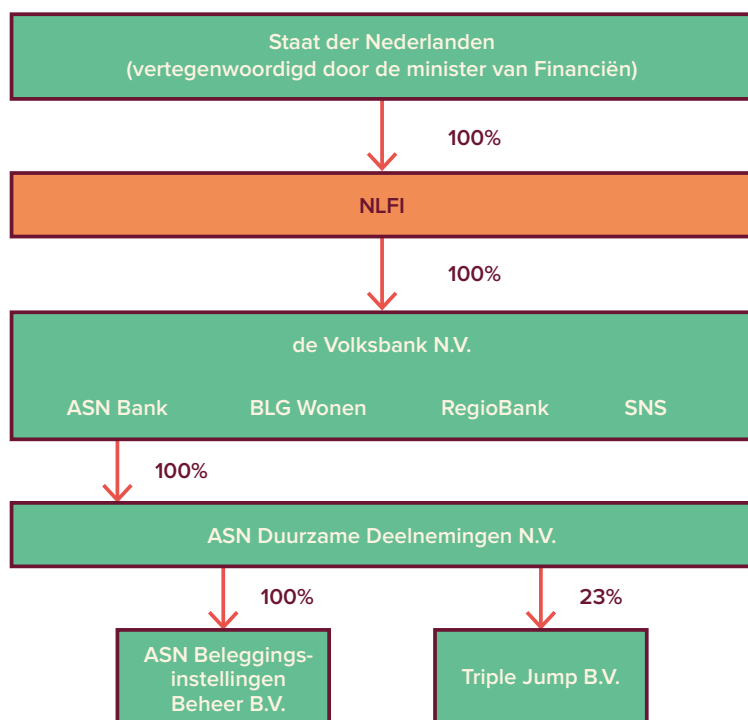 Staat der Nederlanden
(vertegenwoordigd door de minister van Financiën)
100%
NLFI
100%
de Volksbank N.V.
ASN Bank BLG Wonen RegioBank SNS
100%
ASN Duurzame Deelnemingen N.V.
100% 23%
ASN Beleggings-
instellingen
Beheer B.V.
Triple Jump B.V.